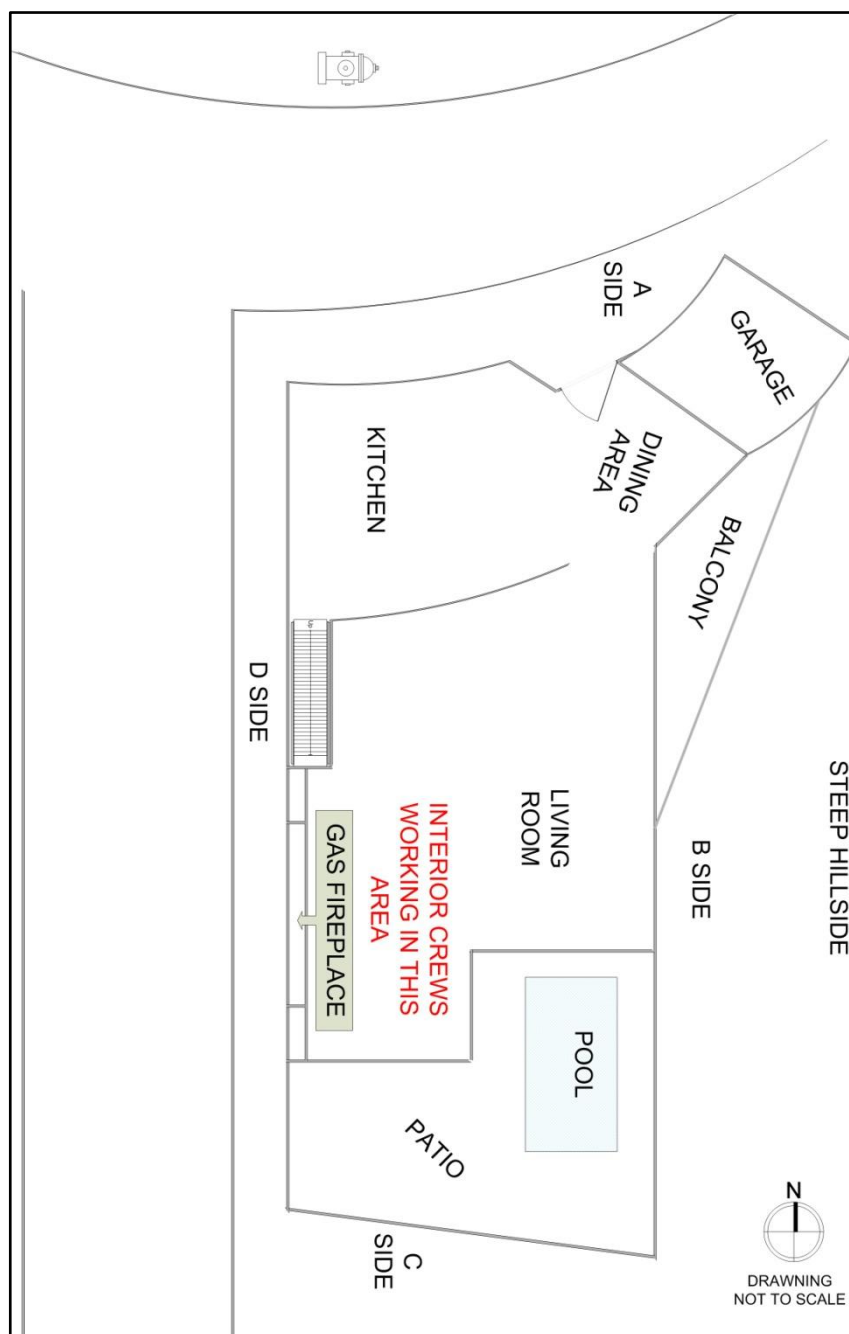 A
SIDE
GARAGE
DINING
AREA
KITCHEN
BALCONY
Up
D SIDE
STEEP HILLSIDE
LIVING
ROOM
B SIDE
INTERIOR CREWS
WORKING IN THIS
AREA
GAS FIREPLACE
POOL
PATIO
C
SIDE
N
DRAWNING
NOT TO SCALE